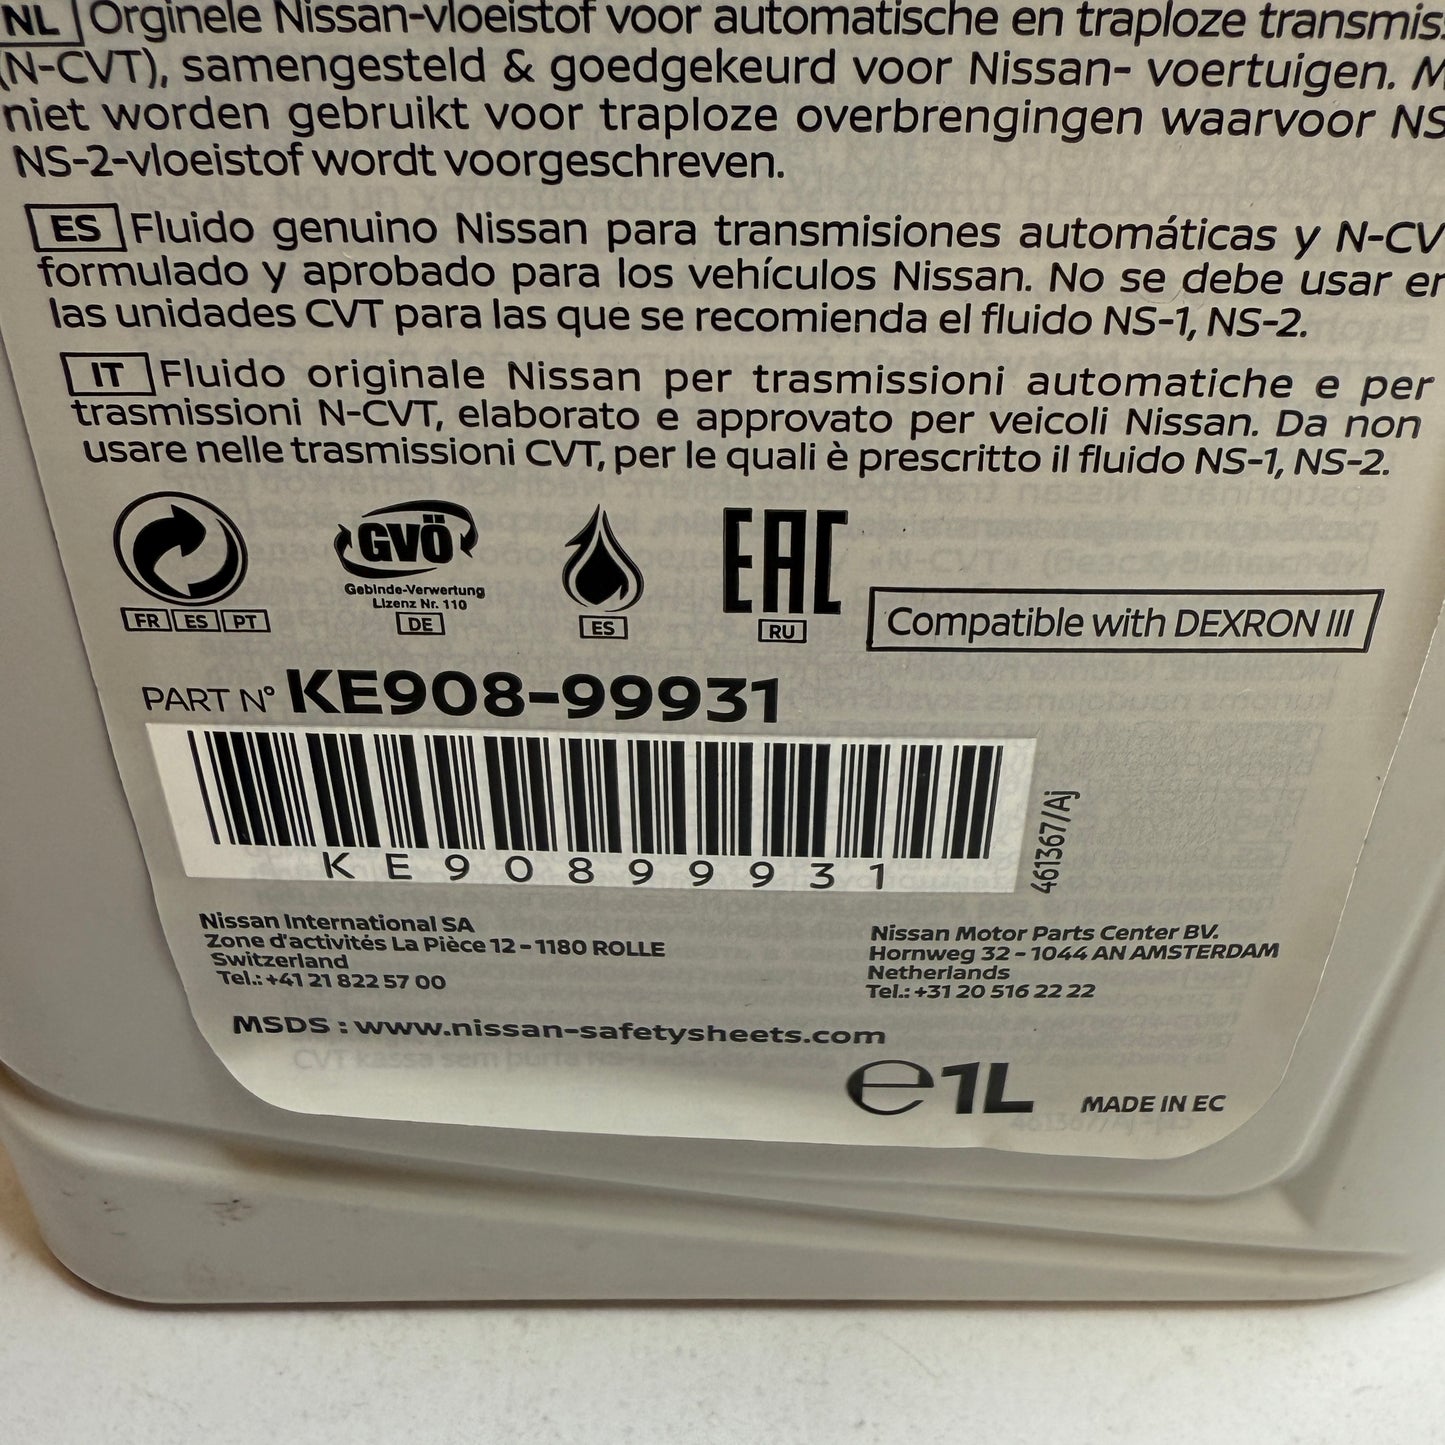 NL Orginele Nissan-vloeistof voor automatische en traploze
(N-CVT), samengesteld & goedgekeurd voor Nissan- voertuigen.
niet worden gebruikt voor traploze overbrengingen waarvoor
NS-2-vloeistof wordt voorgeschreven.
ES Fluido genuino Nissan para transmisiones automáticas y
formulado y aprobado para los vehículos Nissan. No se debe usar
las unidades CVT para las que se recomienda el fluido NS-1, NS-2.
IT Fluido originale Nissan per trasmissioni automatiche e per
trasmissioni N-CVT, elaborato e approvato per veicoli Nissan. Da non
usare nelle trasmissioni CVT, per le quali è prescritto il fluido NS-1, NS-2.
GVÖ
Gebinde-Verwertung
Lizenz Nr. 110
EAC
FR ES PT
DE
ES
RU
Compatible with DEXRON III
PART N° KE908-99931
KE90899931
461367/Aj
Nissan International SA
Zone d'activités La Pièce 12 - 1180 ROLLE
Switzerland
Tel.: +41 21 822 57 00
Nissan Motor Parts Center BV.
Hornweg 32 - 1044 AN AMSTERDAM
Netherlands
Tel.: +31 20 516 22 22
MSDS : www.nissan-safetysheets.com
℮1L
MADE IN EC